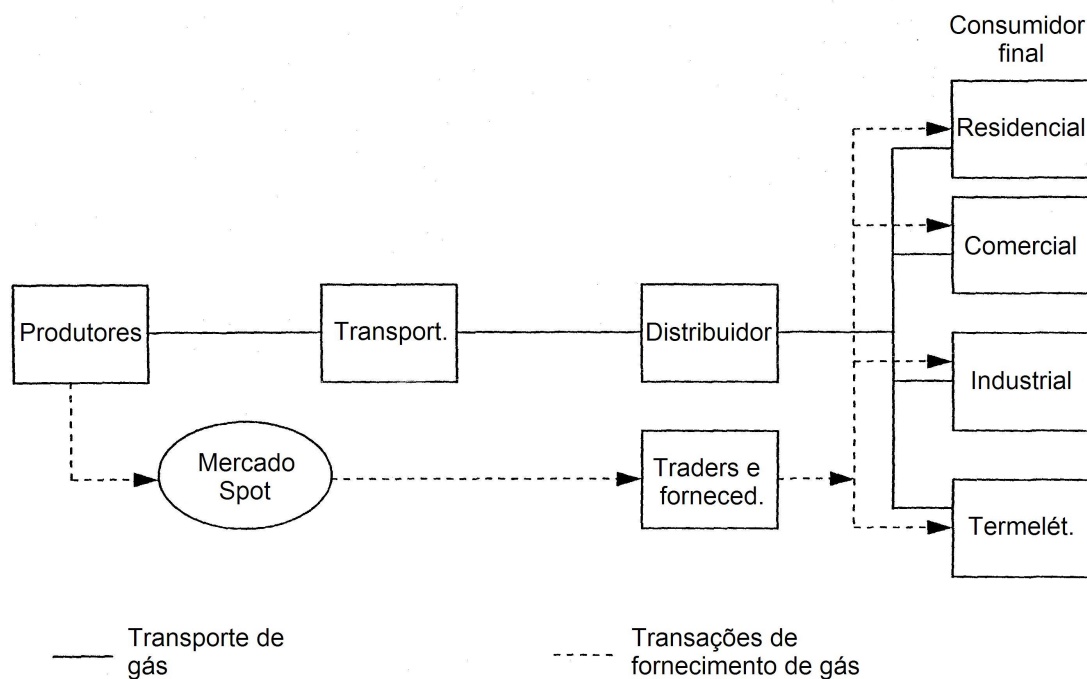 Consumidor
final
Residencial
Comercial
Produtores
Transport.
Distribuidor
Industrial
Mercado
Spot
Traders e
forneced.
Termelét.
Transporte de
gás
Transações de
fornecimento de gás